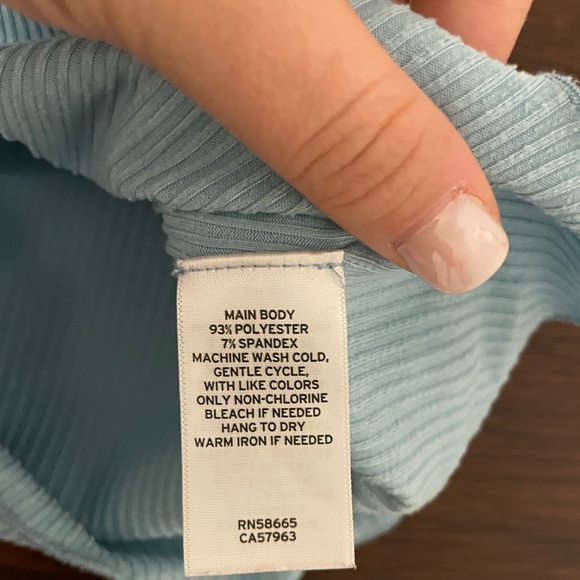 MAIN BODY
93% POLYESTER
7% SPANDEX
MACHINE WASH COLD,
GENTLE CYCLE,
WITH LIKE COLORS
ONLY NON-CHLORINE
BLEACH IF NEEDED
HANG TO DRY
WARM IRON IF NEEDED
RN58665
CA57963